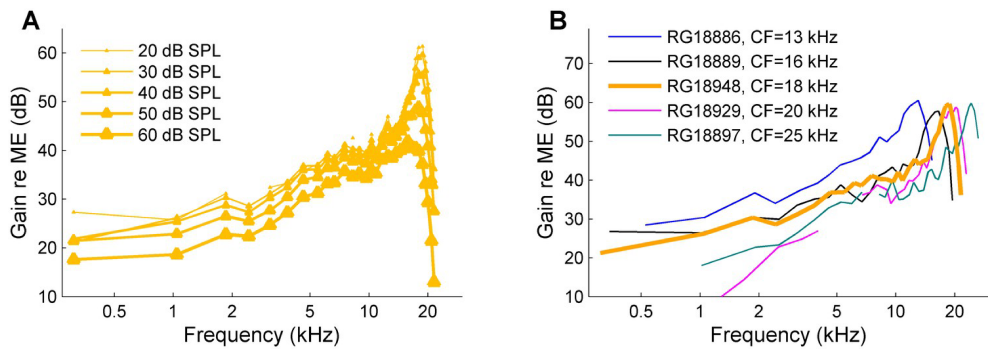 A
20 dB SPL
30 dB SPL
40 dB SPL
50 dB SPL
60 dB SPL
Gain re ME (dB)
60
50
40
30
20
10
0.5
1
2
5
10
20
Frequency (kHz)
B
RG18886, CF=13 kHz
RG18889, CF=16 kHz
RG18948, CF=18 kHz
RG18929, CF=20 kHz
RG18897, CF=25 kHz
Gain re ME (dB)
70
60
50
40
30
20
10
0.5
1
2
5
10
20
Frequency (kHz)